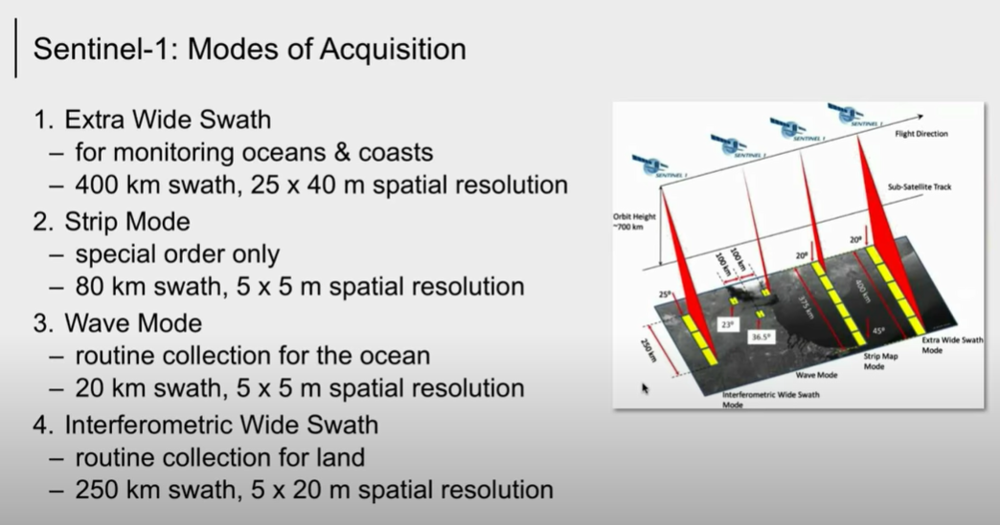 Sentinel-1: Modes of Acquisition
1. Extra Wide Swath
– for monitoring oceans & coasts
– 400 km swath, 25 x 40 m spatial resolution
2. Strip Mode
– special order only
– 80 km swath, 5 x 5 m spatial resolution
3. Wave Mode
– routine collection for the ocean
– 20 km swath, 5 x 5 m spatial resolution
4. Interferometric Wide Swath
– routine collection for land
– 250 km swath, 5 x 20 m spatial resolution
SENTINEL 1
SENTINEL 1
SENTINEL 1
SENTINEL 1
Flight Direction
Sub-Satellite Track
Orbit Height
~700 km
100 km
100 km
20°
20°
25°
23°
36.5°
375 km
400 km
45°
250 km
Extra Wide Swath
Mode
Strip Map
Mode
Wave Mode
Interferometric Wide Swath
Mode